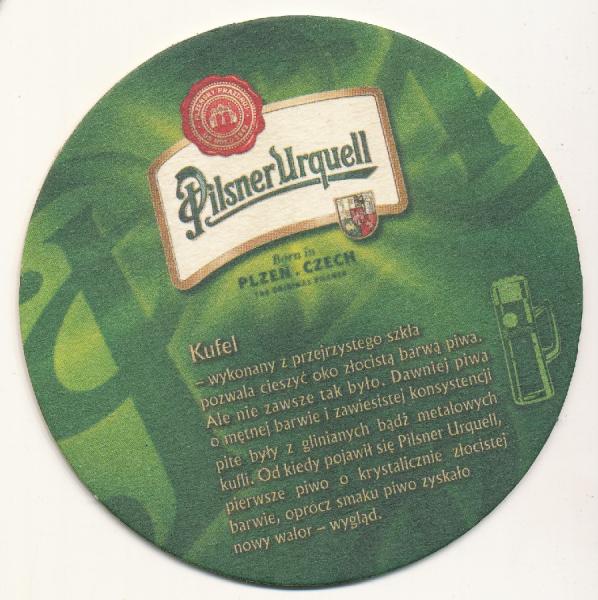 PLZEŇSKÝ PRAZDROJ
Pilsner Urquell
Born in
PLZEŇ, CZECH
THE ORIGINAL PILSNER
Kufel
– wykonany z przejrzystego szkła
pozwala cieszyć oko złocistą barwą piwa.
Ale nie zawsze tak było. Dawniej piwa
o mętnej barwie i zawiesistej konsystencji
pite były z glinianych bądź metalowych
kufli. Od kiedy pojawił się Pilsner Urquell,
pierwsze piwo o krystalicznie złocistej
barwie, oprócz smaku piwo zyskało
nowy walor – wygląd.